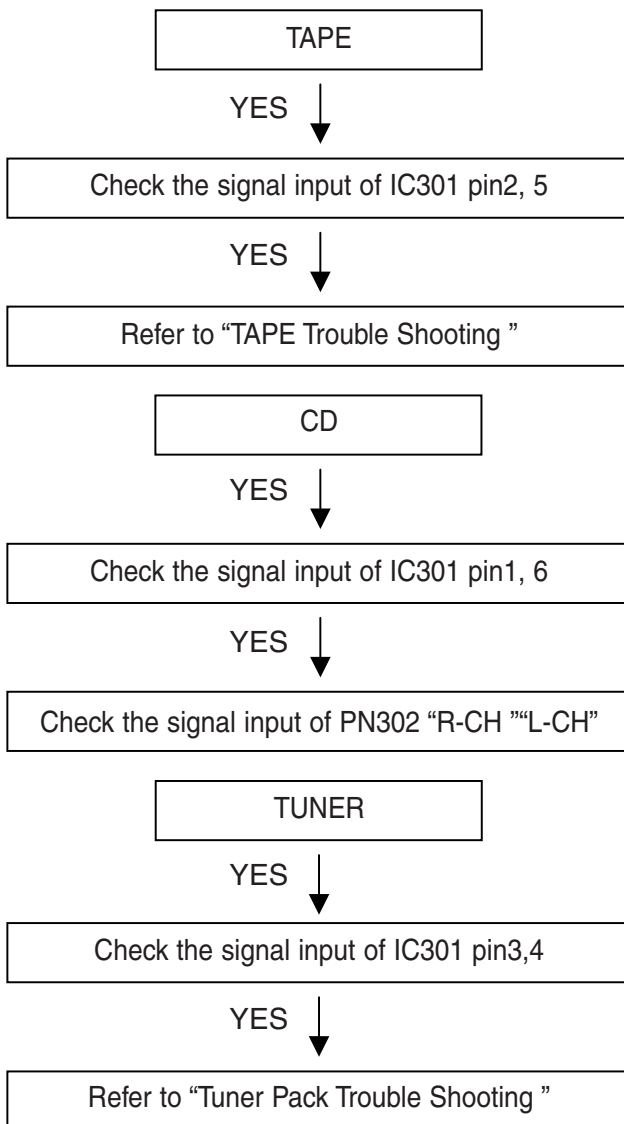 TAPE
YES
Check the signal input of IC301 pin2, 5
YES
Refer to “TAPE Trouble Shooting ”
CD
YES
Check the signal input of IC301 pin1, 6
YES
Check the signal input of PN302 “R-CH ”“L-CH”
TUNER
YES
Check the signal input of IC301 pin3,4
YES
Refer to “Tuner Pack Trouble Shooting ”